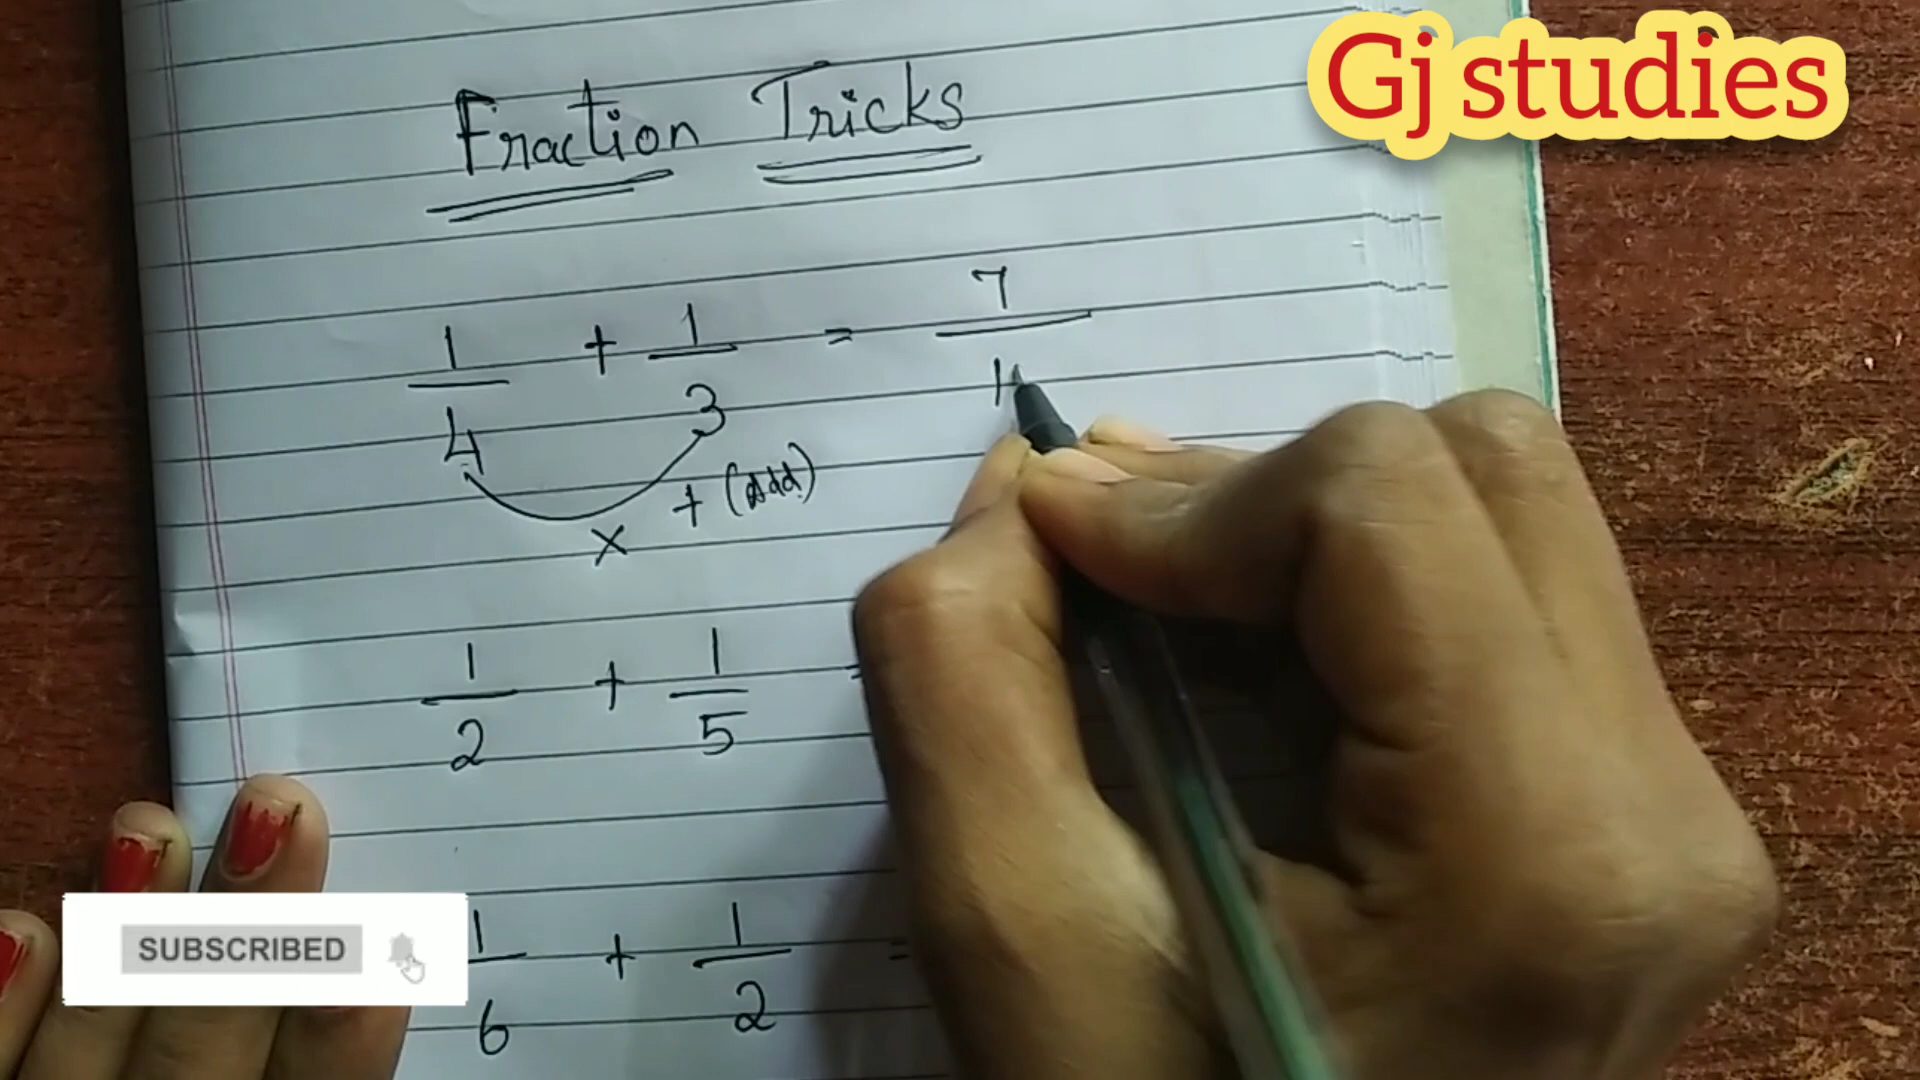 Gj studies
Fraction Tricks
1/4 + 1/3 = 7/1
+ (Add)
×
1/2 + 1/5
1/6 + 1/2 =
SUBSCRIBED